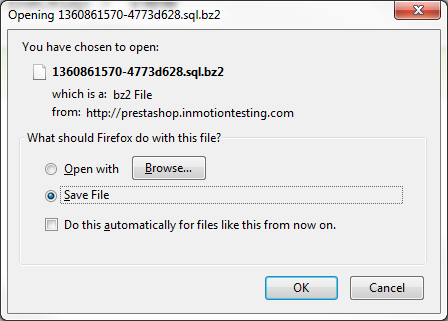 Opening 1360861570-4773d628.sql.bz2
You have chosen to open:
1360861570-4773d628.sql.bz2
which is a: bz2 File
from: http://prestashop.inmotiontesting.com
What should Firefox do with this file?
Open with Browse...
Save File
Do this automatically for files like this from now on.
OK Cancel